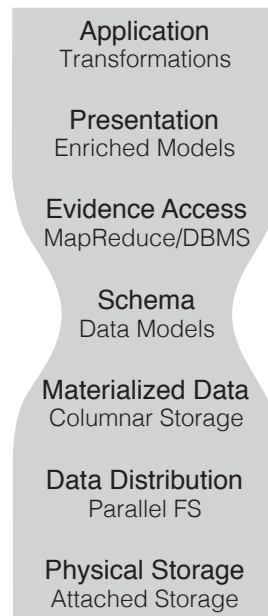 Application
Transformations
Presentation
Enriched Models
Evidence Access
MapReduce/DBMS
Schema
Data Models
Materialized Data
Columnar Storage
Data Distribution
Parallel FS
Physical Storage
Attached Storage